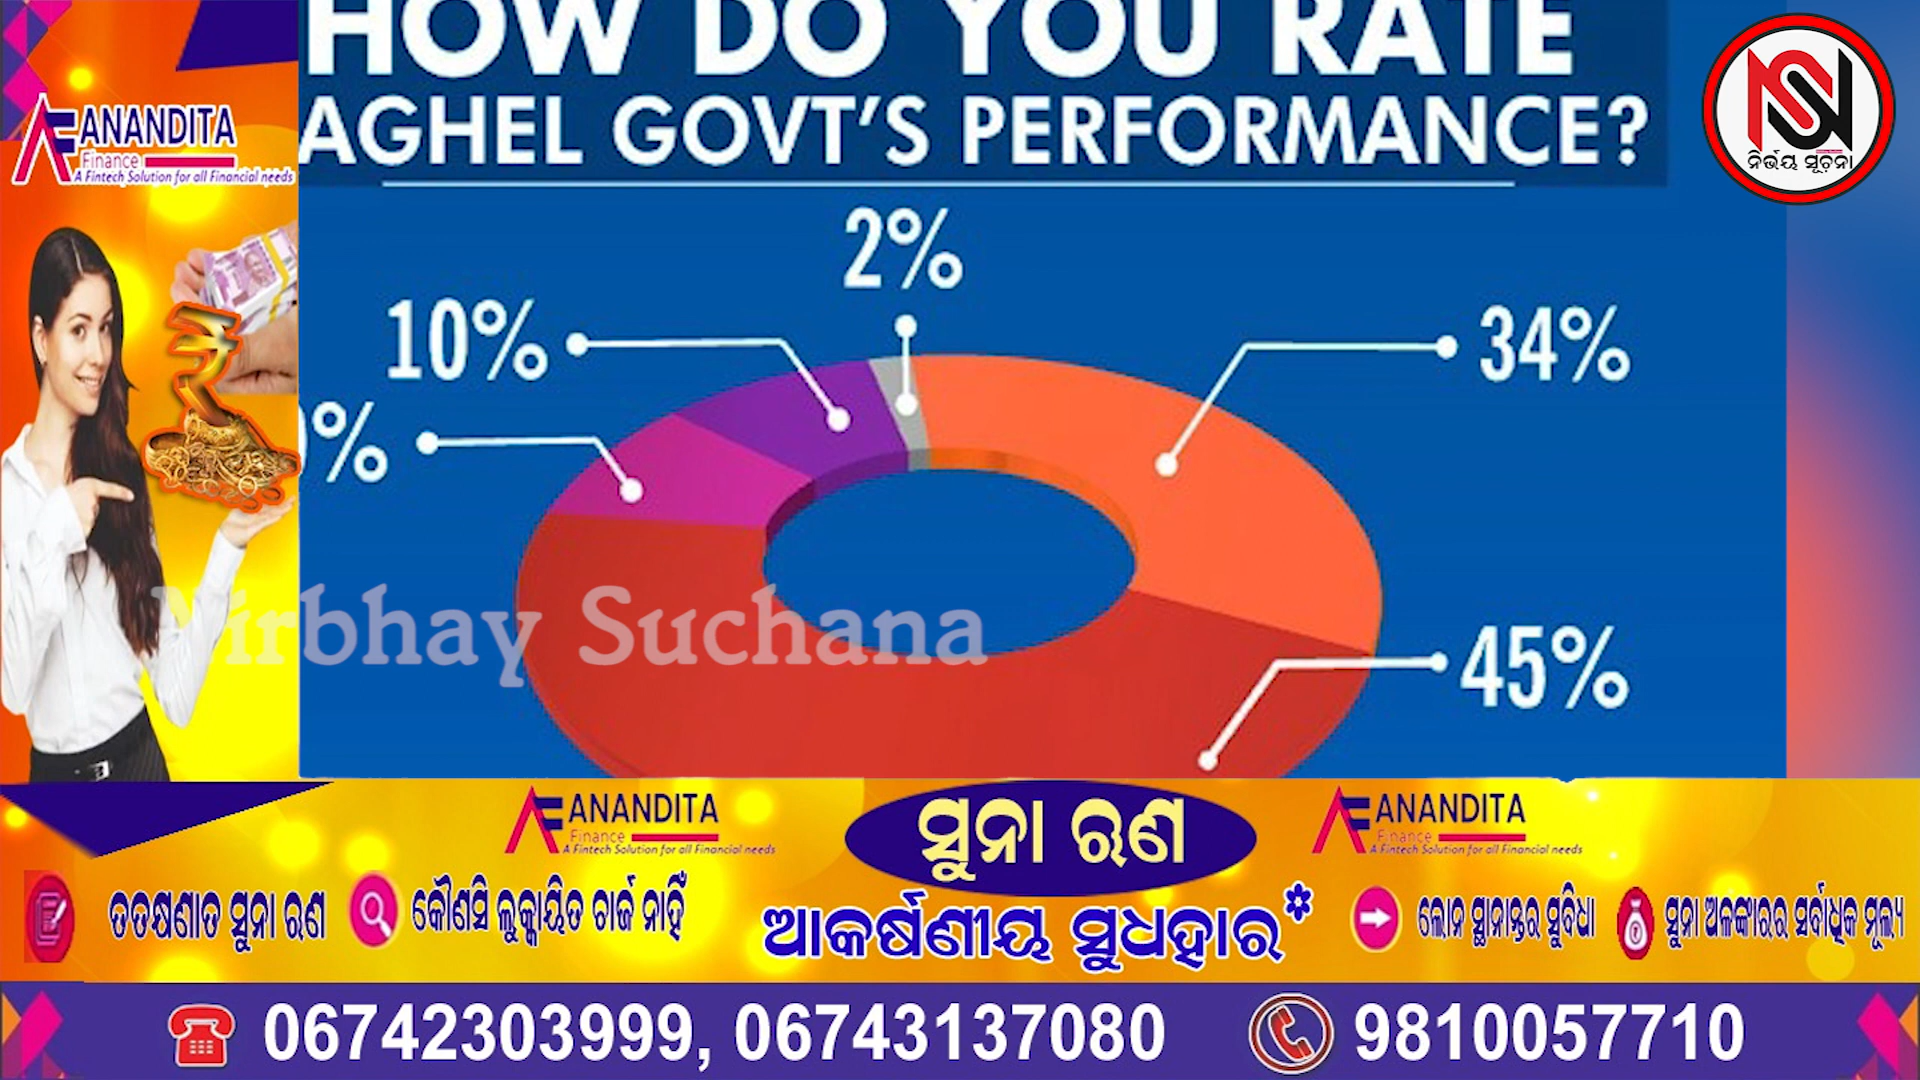 HOW DO YOU RATE
AGHEL GOVT'S PERFORMANCE?
ନିର୍ଭୟ ସୂଚନା
ANANDITA
Finance
A Fintech Solution for all Financial needs
2%
10%
34%
%
45%
Nirbhay Suchana
ANANDITA
Finance
A Fintech Solution for all Financial needs
ସୁନା ଋଣ
ANANDITA
Finance
A Fintech Solution for all Financial needs
ତତକ୍ଷଣାତ ସୁନା ଋଣ
କୌଣସି ଲୁକ୍କାୟିତ ଚାର୍ଜ ନାହିଁ
ଆକର୍ଷଣୀୟ ସୁଧହାର*
ଲୋନ ସ୍ଥାନାନ୍ତର ସୁବିଧା
ସୁନା ଅଳଙ୍କାରର ସର୍ବାଧିକ ମୂଲ୍ୟ
06742303999, 06743137080
9810057710